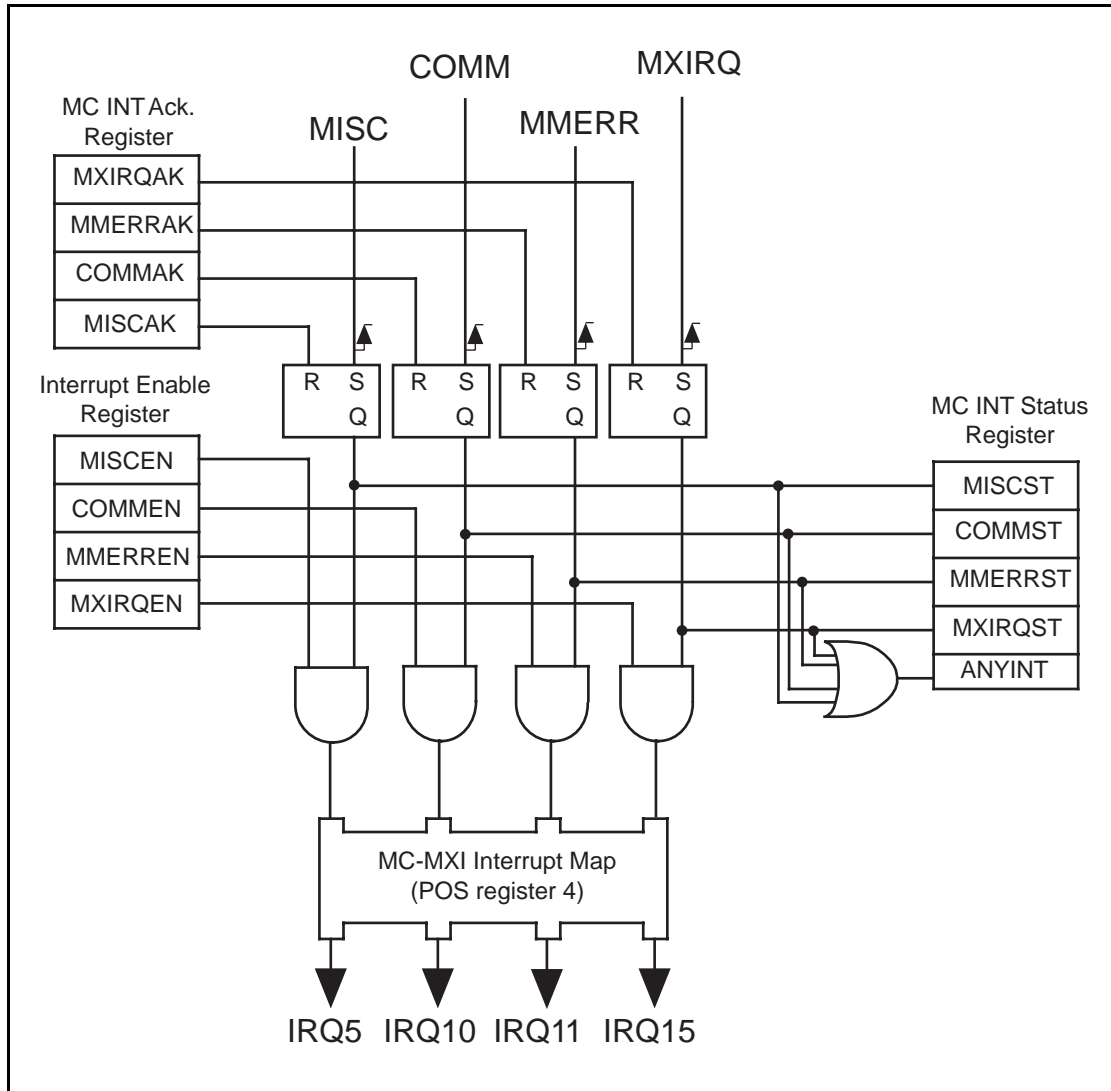 COMM
MXIRQ
MC INT Ack.
Register
MISC
MMERR
MXIRQAK
MMERRAK
COMMAK
MISCAK
R S
Q
R S
Q
R S
Q
R S
Q
Interrupt Enable
Register
MISCEN
COMMEN
MMERREN
MXIRQEN
MC INT Status
Register
MISCST
COMMST
MMERRST
MXIRQST
ANYINT
MC-MXI Interrupt Map
(POS register 4)
IRQ5 IRQ10 IRQ11 IRQ15